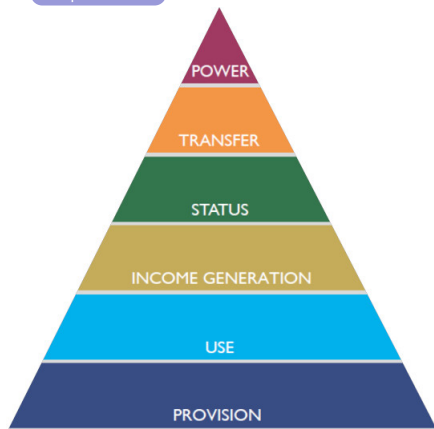 POWER
TRANSFER
STATUS
INCOME GENERATION
USE
PROVISION